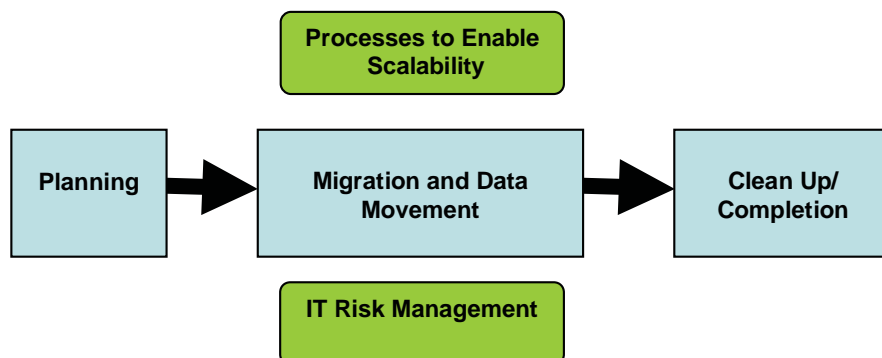 Processes to Enable
Scalability
Planning
Migration and Data
Movement
Clean Up/
Completion
IT Risk Management